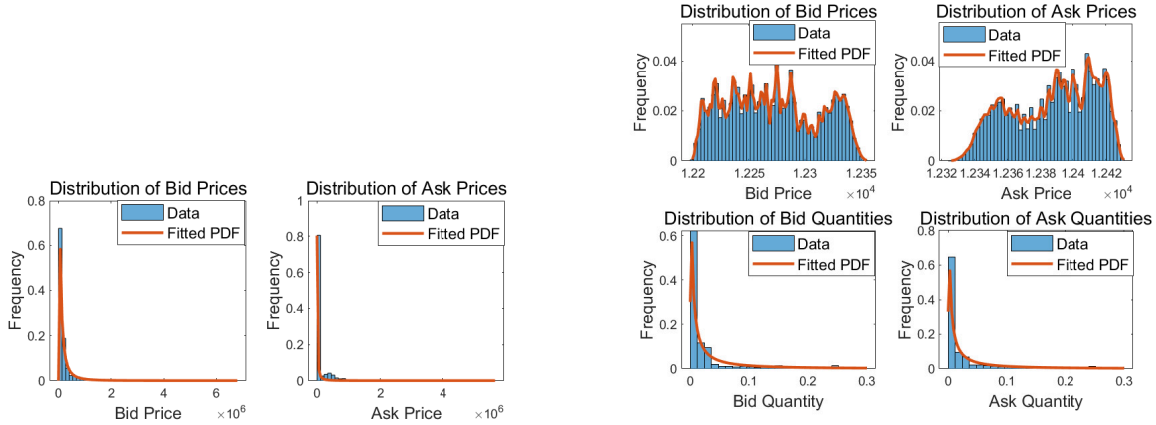 Distribution of Bid Prices
Data
Fitted PDF
Frequency
0.8
0.6
0.4
0.2
0
0
2
4
6
×10⁶
Bid Price
Distribution of Ask Prices
Data
Fitted PDF
Frequency
1
0.8
0.6
0.4
0.2
0
0
2
4
6
×10⁶
Ask Price
Distribution of Bid Prices
Data
Fitted PDF
Frequency
0.04
0.02
0
1.22
1.225
1.23
1.235
×10⁴
Bid Price
Distribution of Ask Prices
Data
Fitted PDF
Frequency
0.04
0.02
0
1.232
1.234
1.236
1.238
1.24
1.242
×10⁴
Ask Price
Distribution of Bid Quantities
Data
Fitted PDF
Frequency
0.6
0.4
0.2
0
0
0.1
0.2
0.3
Bid Quantity
Distribution of Ask Quantities
Data
Fitted PDF
Frequency
0.8
0.6
0.4
0.2
0
0
0.1
0.2
0.3
Ask Quantity